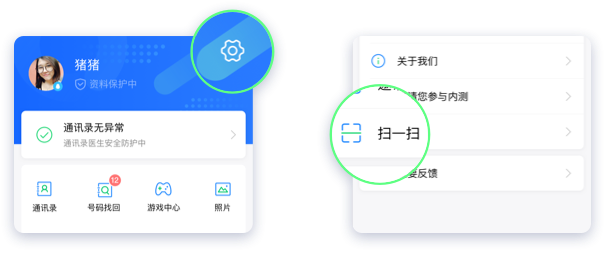 猪猪
资料保护中
通讯录无异常
通讯录医生安全防护中
12
通讯录
号码找回
游戏中心
照片
关于我们
请您参与内测
扫一扫
反馈